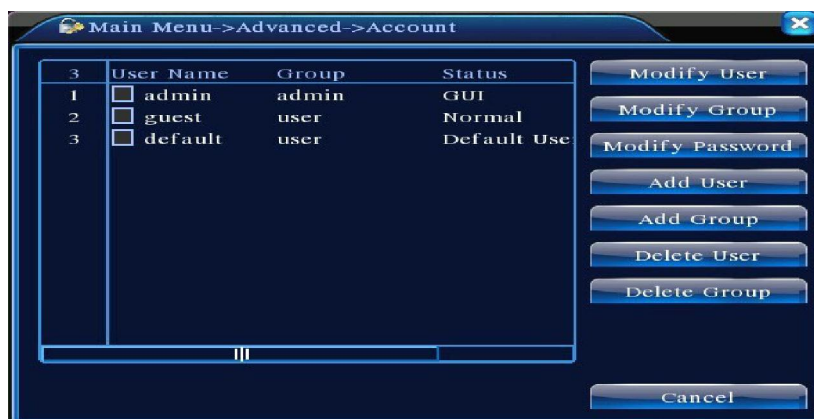 Main Menu->Advanced->Account
3 User Name Group Status
1 admin admin GUI
2 guest user Normal
3 default user Default Use
Modify User
Modify Group
Modify Password
Add User
Add Group
Delete User
Delete Group
Cancel